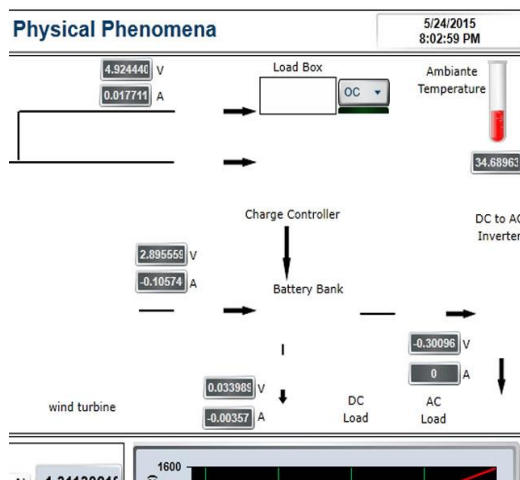 Physical Phenomena
5/24/2015
8:02:59 PM
4.924440 V
0.017711 A
Load Box
OC
Ambiante
Temperature
34.68963
Charge Controller
DC to AC
Inverter
2.895559 V
-0.10574 A
Battery Bank
-0.30096 V
0 A
0.033989 V
-0.00357 A
wind turbine
DC
Load
AC
Load
1600